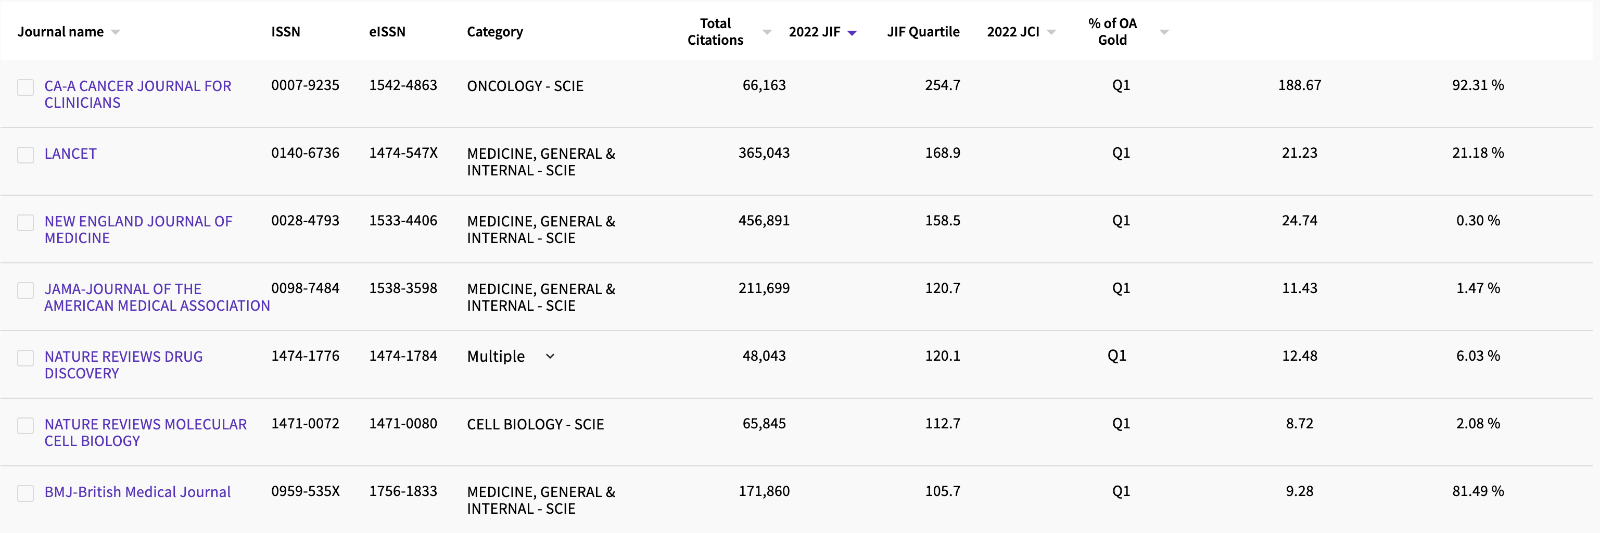 Journal name ISSN eISSN Category Total Citations 2022 JIF JIF Quartile 2022 JCI % of OA Gold
CA-A CANCER JOURNAL FOR 0007-9235 1542-4863 ONCOLOGY - SCIE 66,163 254.7 Q1 188.67 92.31 %
CLINICIANS
LANCET 0140-6736 1474-547X MEDICINE, GENERAL & 365,043 168.9 Q1 21.23 21.18 %
INTERNAL - SCIE
NEW ENGLAND JOURNAL OF 0028-4793 1533-4406 MEDICINE, GENERAL & 456,891 158.5 Q1 24.74 0.30 %
MEDICINE INTERNAL - SCIE
JAMA-JOURNAL OF THE 0098-7484 1538-3598 MEDICINE, GENERAL & 211,699 120.7 Q1 11.43 1.47 %
AMERICAN MEDICAL ASSOCIATION INTERNAL - SCIE
NATURE REVIEWS DRUG 1474-1776 1474-1784 Multiple 48,043 120.1 Q1 12.48 6.03 %
DISCOVERY
NATURE REVIEWS MOLECULAR 1471-0072 1471-0080 CELL BIOLOGY - SCIE 65,845 112.7 Q1 8.72 2.08 %
CELL BIOLOGY
BMJ-British Medical Journal 0959-535X 1756-1833 MEDICINE, GENERAL & 171,860 105.7 Q1 9.28 81.49 %
INTERNAL - SCIE